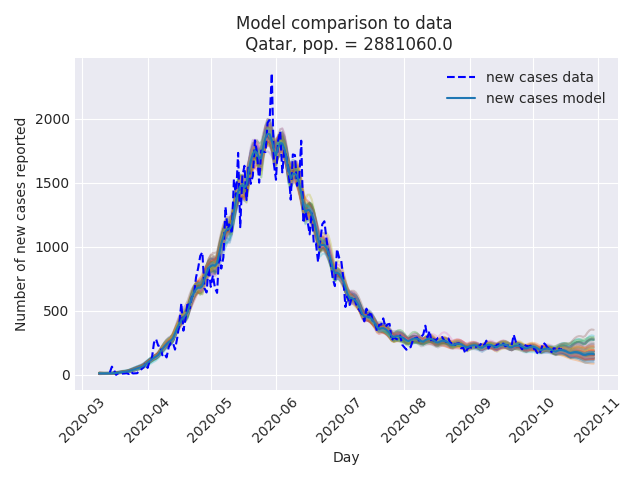 Model comparison to data
Qatar, pop. = 2881060.0
new cases data
new cases model
Number of new cases reported
2000
1500
1000
500
0
2020-03
2020-04
2020-05
2020-06
2020-07
2020-08
2020-09
2020-10
2020-11
Day